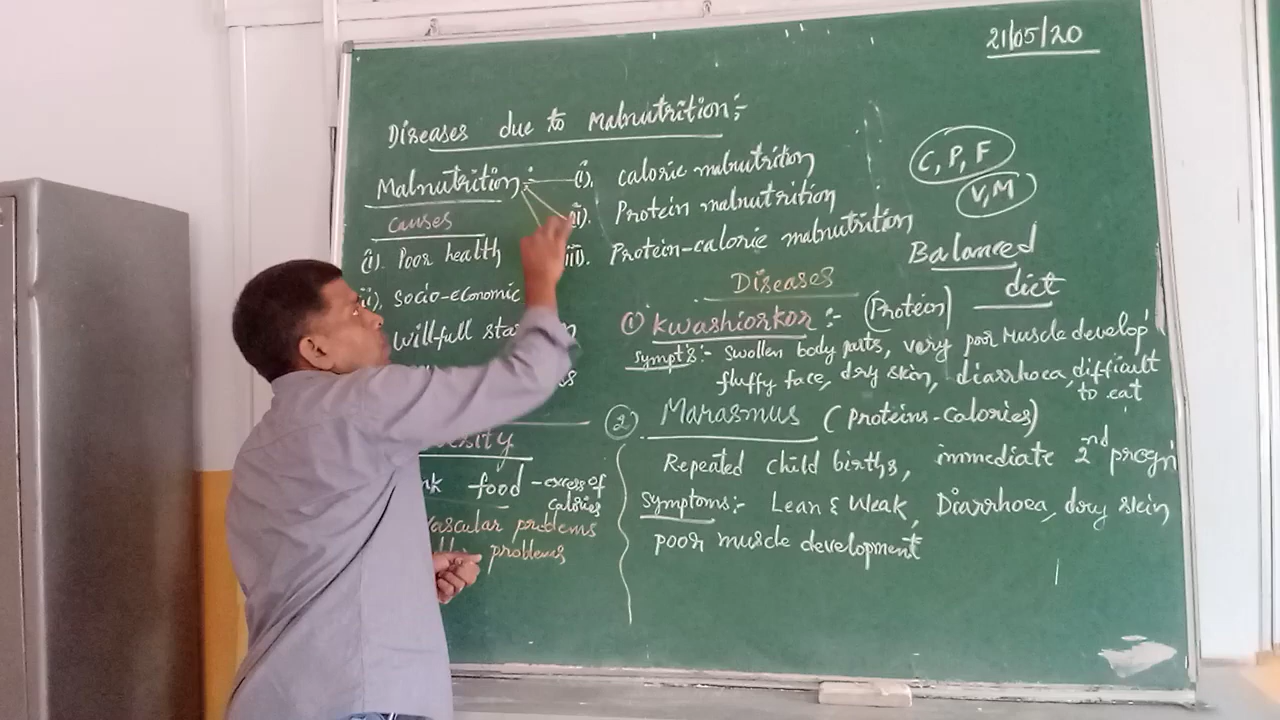 21/05/20
Diseases due to Malnutrition:-
Malnutrition:- (i). calorie malnutrition
(ii). Protein malnutrition
(iii). Protein-calorie malnutrition
Causes
(i). Poor health
(ii). Socio-economic
willfull
obesity
food - excess of
calories
vascular problems
problems
C, P, F
V, M
Balanced
diet
Diseases
(1) Kwashiorkor :- (Protein)
Sympt's:- Swollen body parts, very poor Muscle develop
fluffy face, dry skin, diarrhoea, difficult
to eat
(2) Marasmus (Proteins-Calories)
Repeated child births, immediate 2nd pregn
Symptoms:- Lean & Weak, Diarrhoea, dry skin
poor muscle development